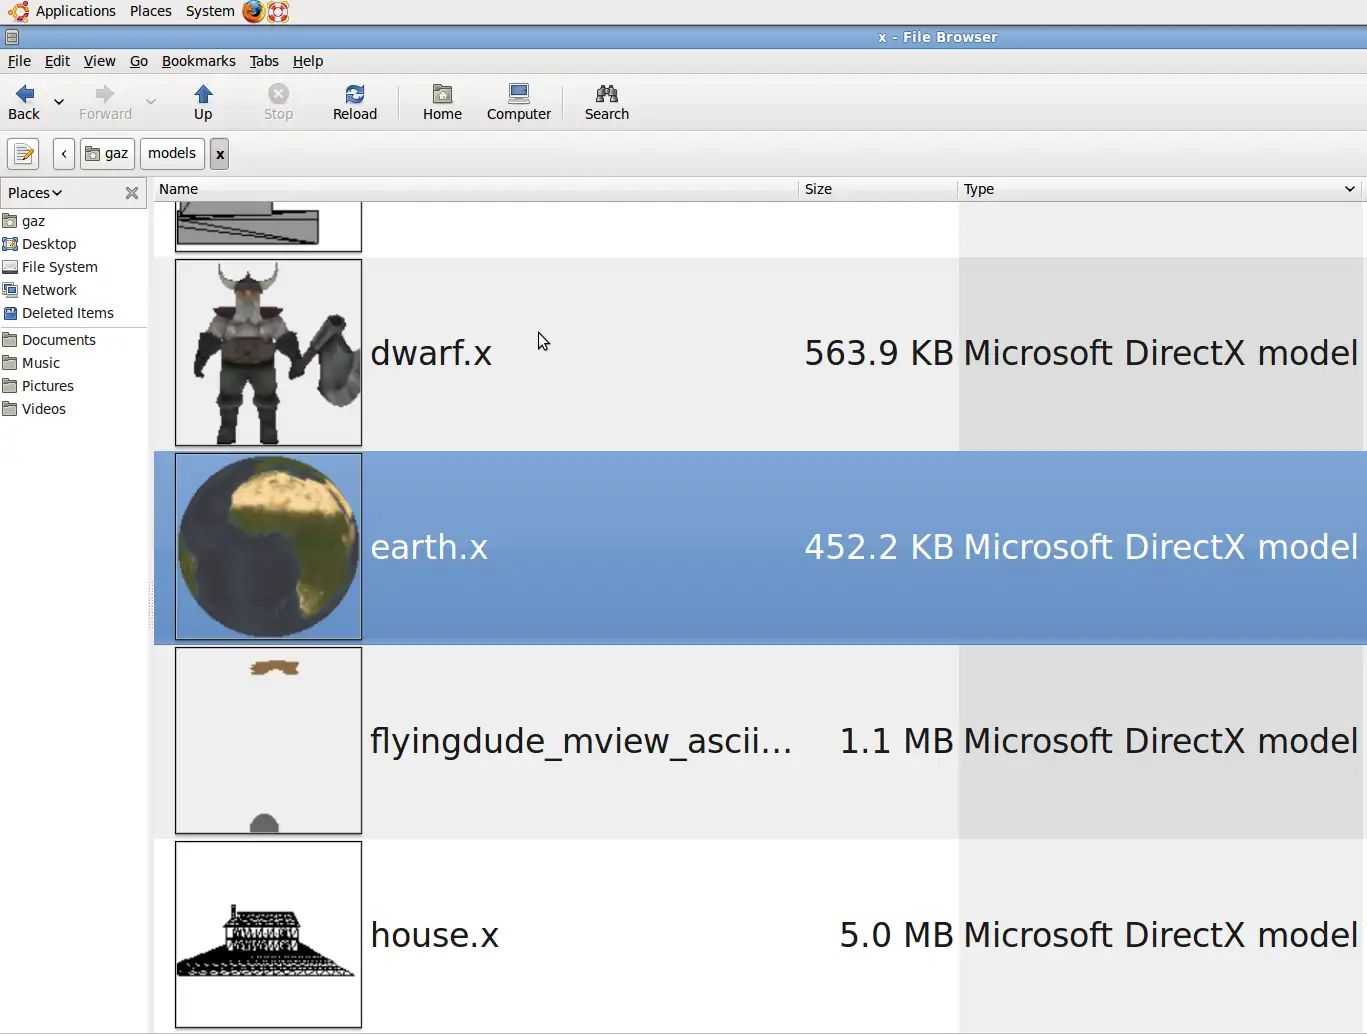 Applications Places System
x - File Browser
File Edit View Go Bookmarks Tabs Help
Back Forward Up Stop Reload Home Computer Search
gaz models x
Places Name Size Type
gaz
Desktop
File System
Network
Deleted Items
Documents
Music
Pictures
Videos
dwarf.x 563.9 KB Microsoft DirectX model
earth.x 452.2 KB Microsoft DirectX model
flyingdude_mview_ascii... 1.1 MB Microsoft DirectX model
house.x 5.0 MB Microsoft DirectX model